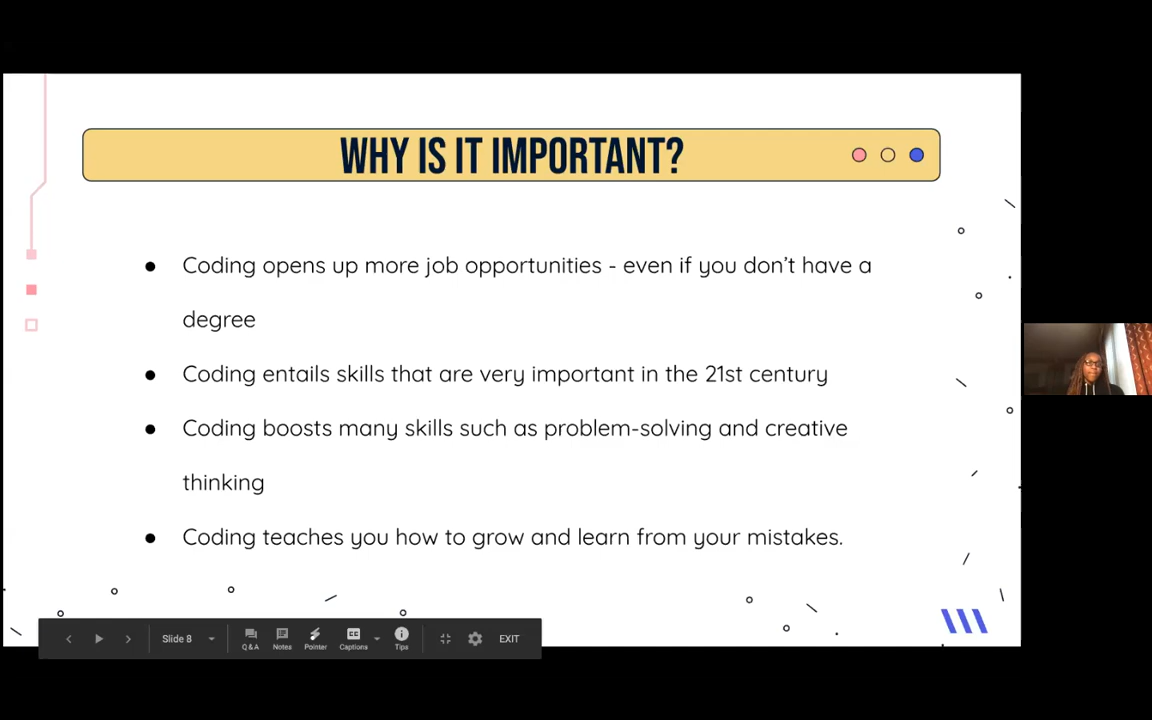 WHY IS IT IMPORTANT?
● Coding opens up more job opportunities - even if you don't have a
degree
● Coding entails skills that are very important in the 21st century
● Coding boosts many skills such as problem-solving and creative
thinking
● Coding teaches you how to grow and learn from your mistakes.
Slide 8
Q&A
Notes
Pointer
CC
Captions
Tips
EXIT